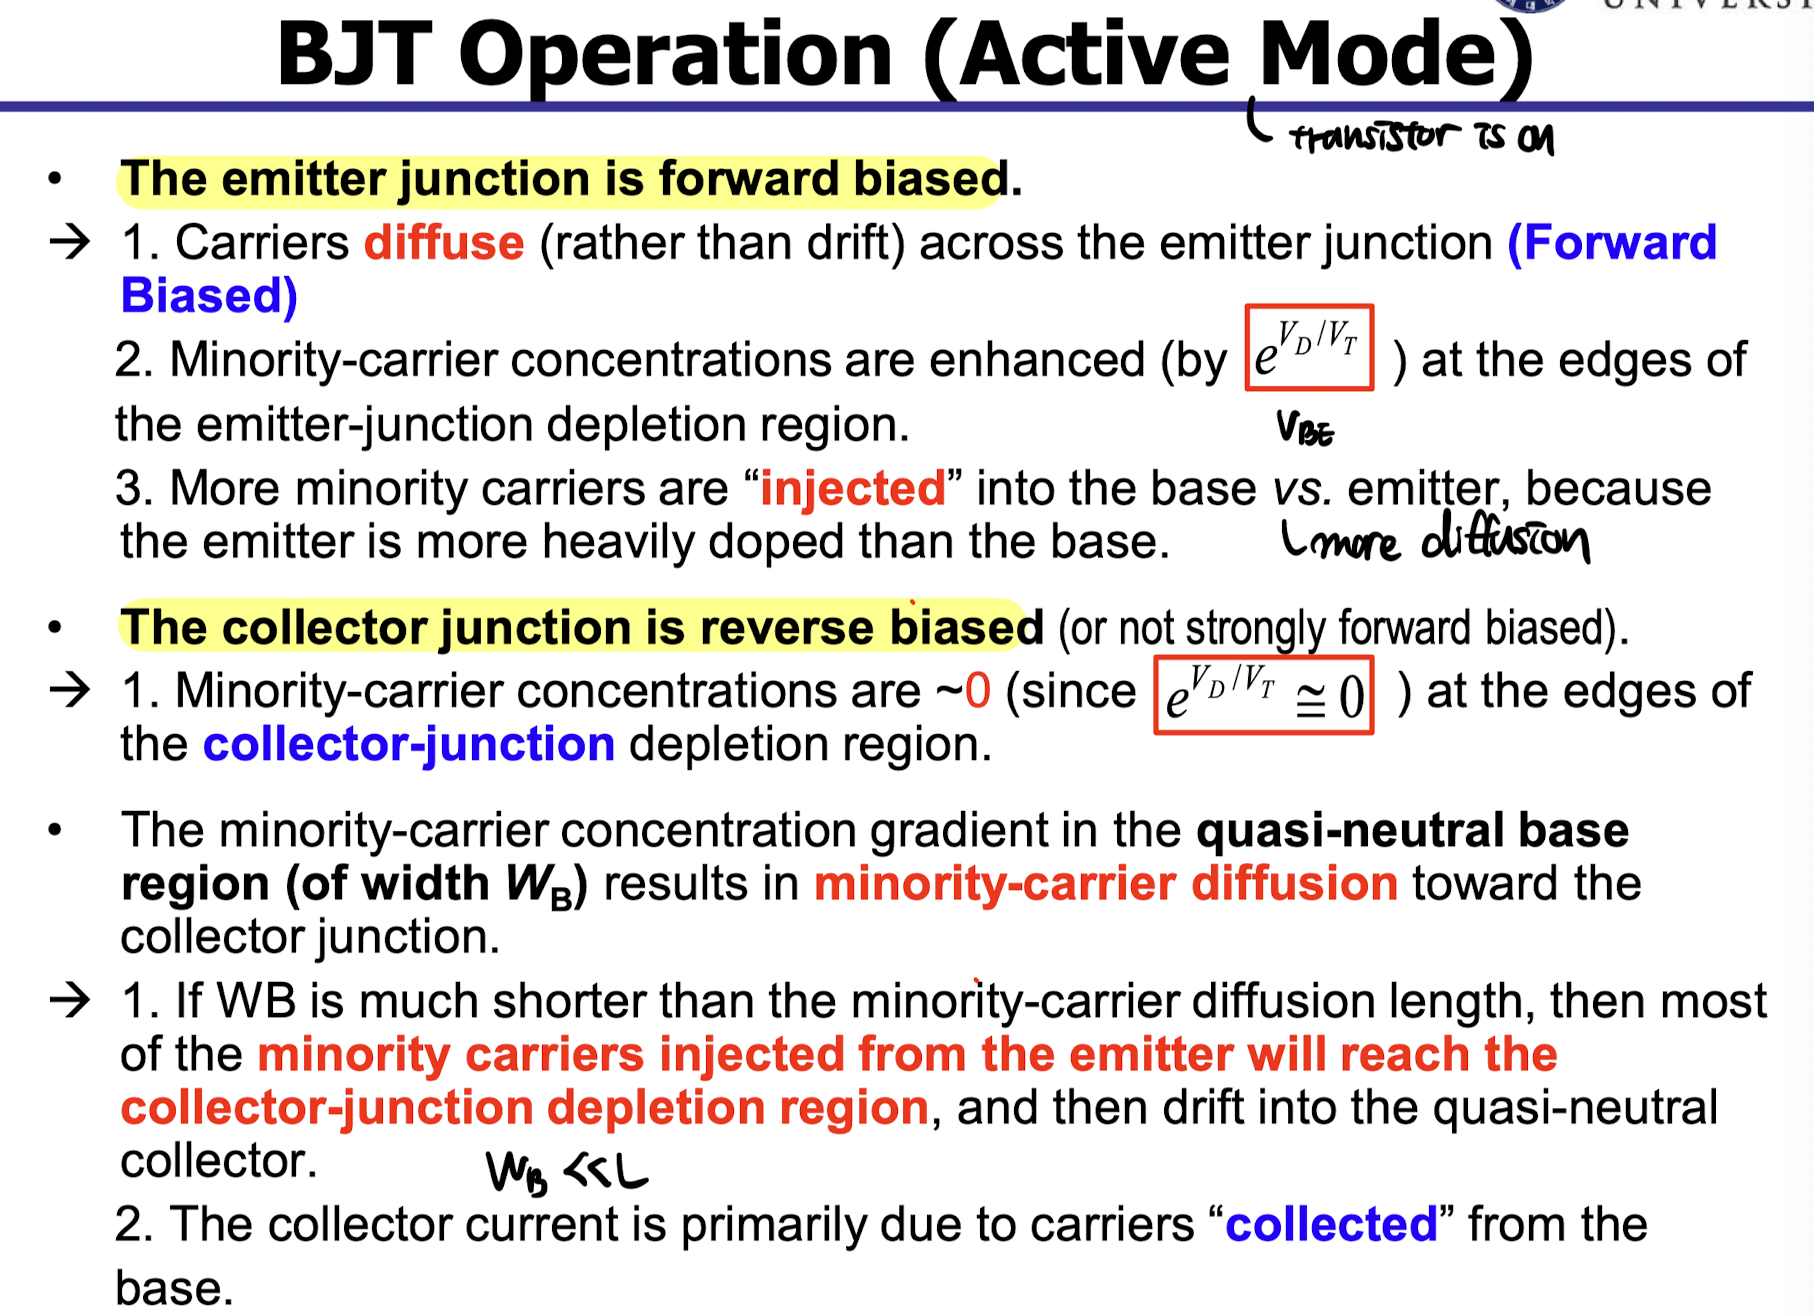 UNIVERSI
BJT Operation (Active Mode)
transistor is on
• The emitter junction is forward biased.
→ 1. Carriers diffuse (rather than drift) across the emitter junction (Forward
Biased)
2. Minority-carrier concentrations are enhanced (by e^{V_D/V_T} ) at the edges of
the emitter-junction depletion region.
V_{BE}
3. More minority carriers are “injected” into the base vs. emitter, because
the emitter is more heavily doped than the base.
more diffusion
• The collector junction is reverse biased (or not strongly forward biased).
→ 1. Minority-carrier concentrations are ~0 (since e^{V_D/V_T} ≅ 0 ) at the edges of
the collector-junction depletion region.
• The minority-carrier concentration gradient in the quasi-neutral base
region (of width W_B) results in minority-carrier diffusion toward the
collector junction.
→ 1. If WB is much shorter than the minority-carrier diffusion length, then most
of the minority carriers injected from the emitter will reach the
collector-junction depletion region, and then drift into the quasi-neutral
collector.
W_B <<L
2. The collector current is primarily due to carriers “collected” from the
base.